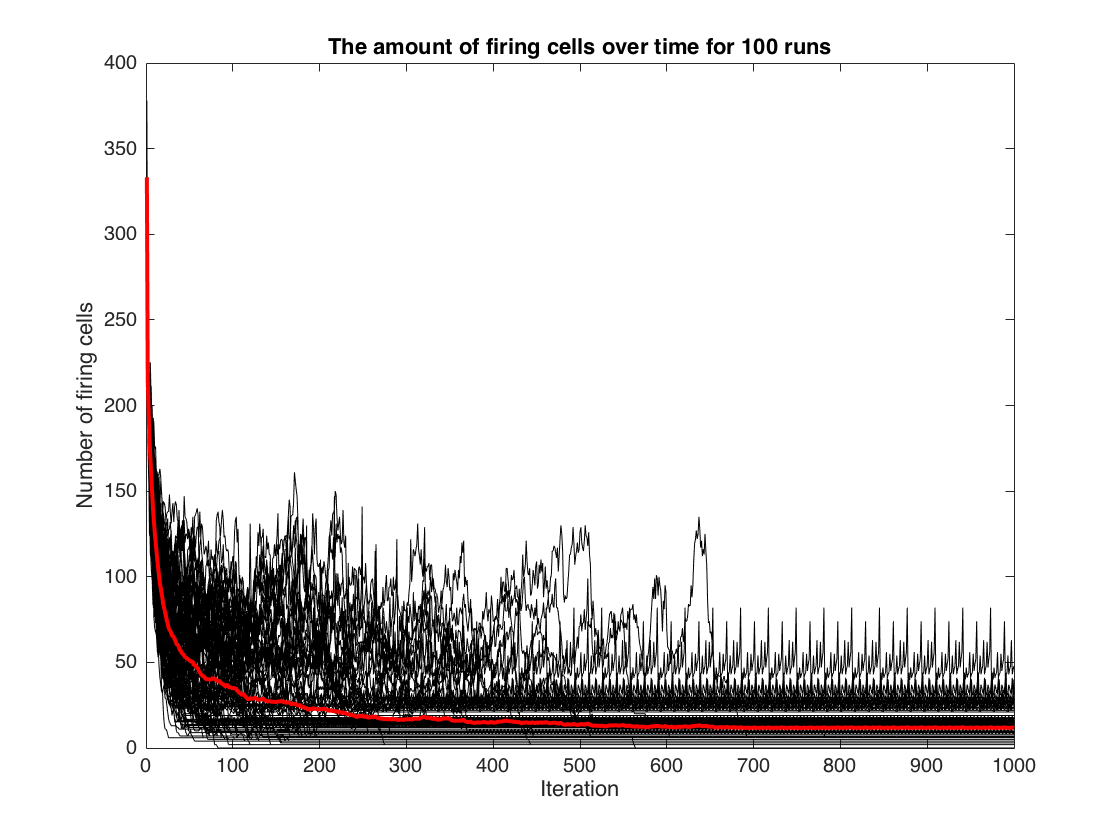 The amount of firing cells over time for 100 runs
400
350
300
250
200
150
100
50
0
Number of firing cells
0 100 200 300 400 500 600 700 800 900 1000
Iteration